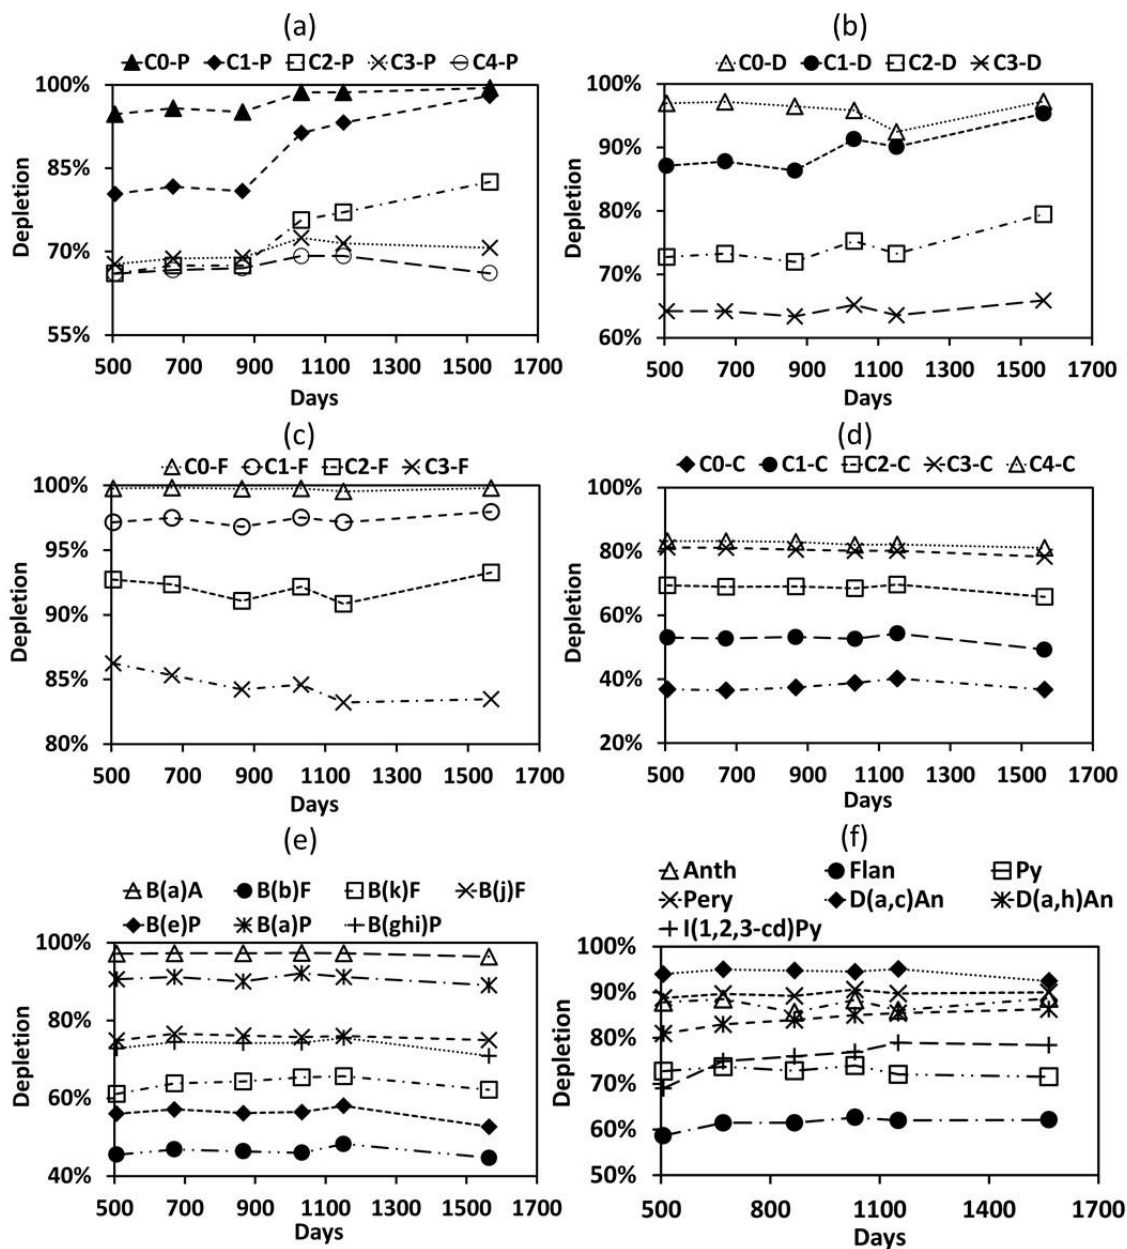 (a)
C0-P C1-P C2-P C3-P C4-P
100%
85%
70%
55%
Depletion
500 700 900 1100 1300 1500 1700
Days
(b)
C0-D C1-D C2-D C3-D
100%
90%
80%
70%
60%
Depletion
500 700 900 1100 1300 1500 1700
Days
(c)
C0-F C1-F C2-F C3-F
100%
95%
90%
85%
80%
Depletion
500 700 900 1100 1300 1500 1700
Days
(d)
C0-C C1-C C2-C C3-C C4-C
100%
80%
60%
40%
20%
Depletion
500 700 900 1100 1300 1500 1700
Days
(e)
B(a)A B(b)F B(k)F B(j)F
B(e)P B(a)P B(ghi)P
100%
80%
60%
40%
Depletion
500 700 900 1100 1300 1500 1700
Days
(f)
Anth Flan Py
Pery D(a,c)An D(a,h)An
I(1,2,3-cd)Py
100%
90%
80%
70%
60%
50%
Depletion
500 800 1100 1400 1700
Days